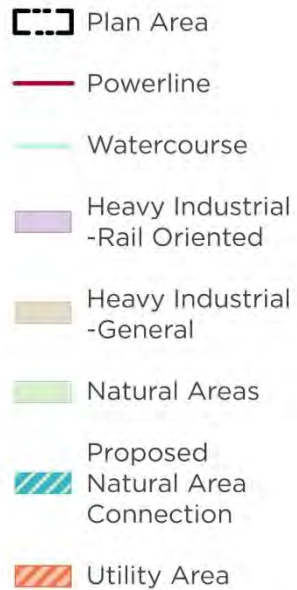 Plan Area
Powerline
Watercourse
Heavy Industrial
-Rail Oriented
Heavy Industrial
-General
Natural Areas
Proposed
Natural Area
Connection
Utility Area